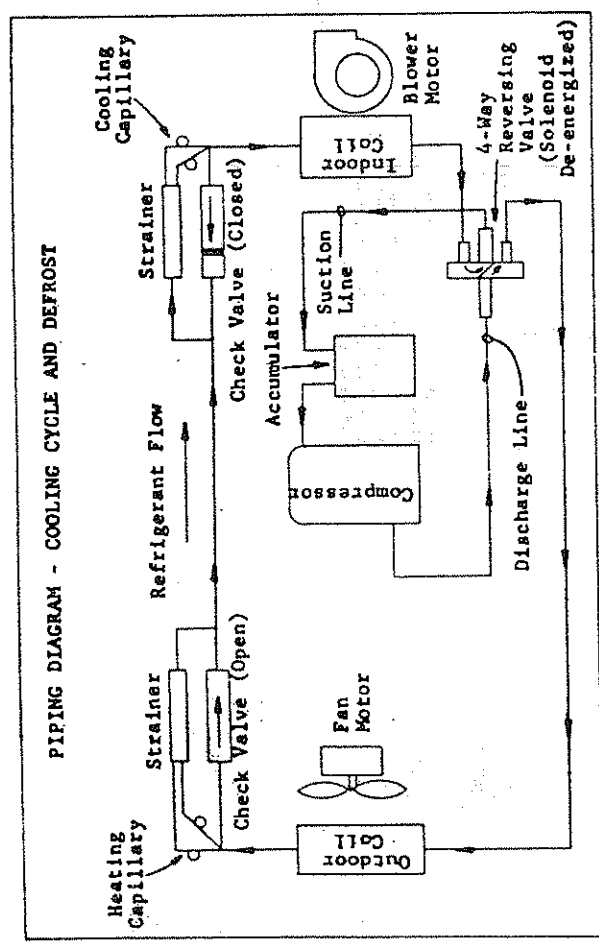 PIPING DIAGRAM - COOLING CYCLE AND DEFROST
Heating
Capillary
Strainer
Check Valve (Open)
Refrigerant Flow
Strainer
Check Valve (Closed)
Cooling
Capillary
Outdoor
Coil
Fan
Motor
Compressor
Accumulator
Suction
Line
Discharge Line
Indoor
Coil
Blower
Motor
4-Way
Reversing
Valve
(Solenoid
De-energized)